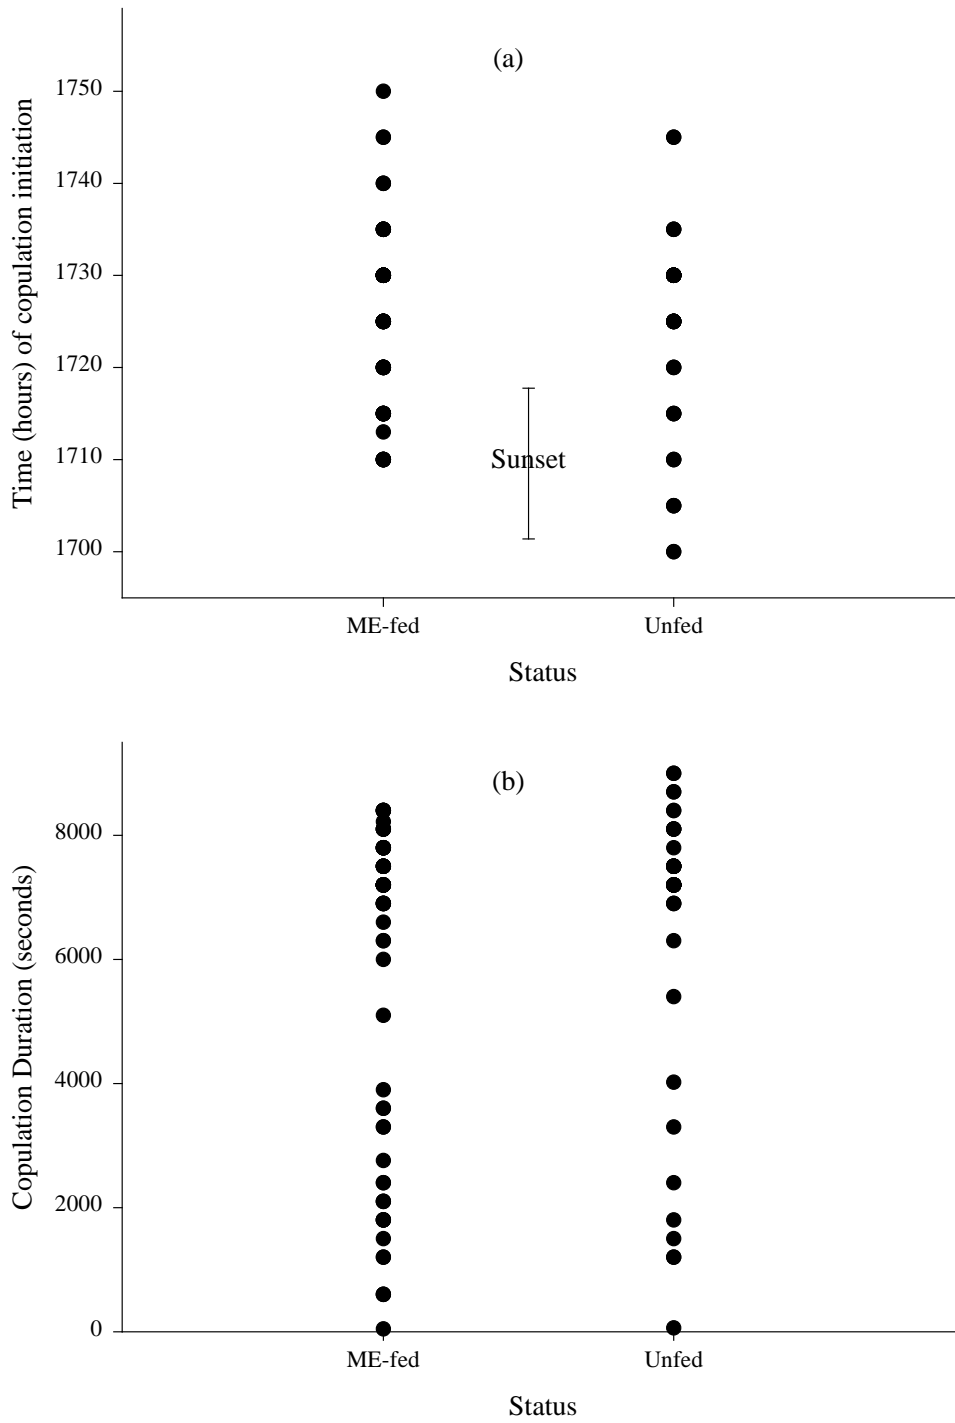 (a)
Time (hours) of copulation initiation
1750
1740
1730
1720
1710
1700
Sunset
ME-fed Unfed
Status
(b)
Copulation Duration (seconds)
8000
6000
4000
2000
0
ME-fed Unfed
Status